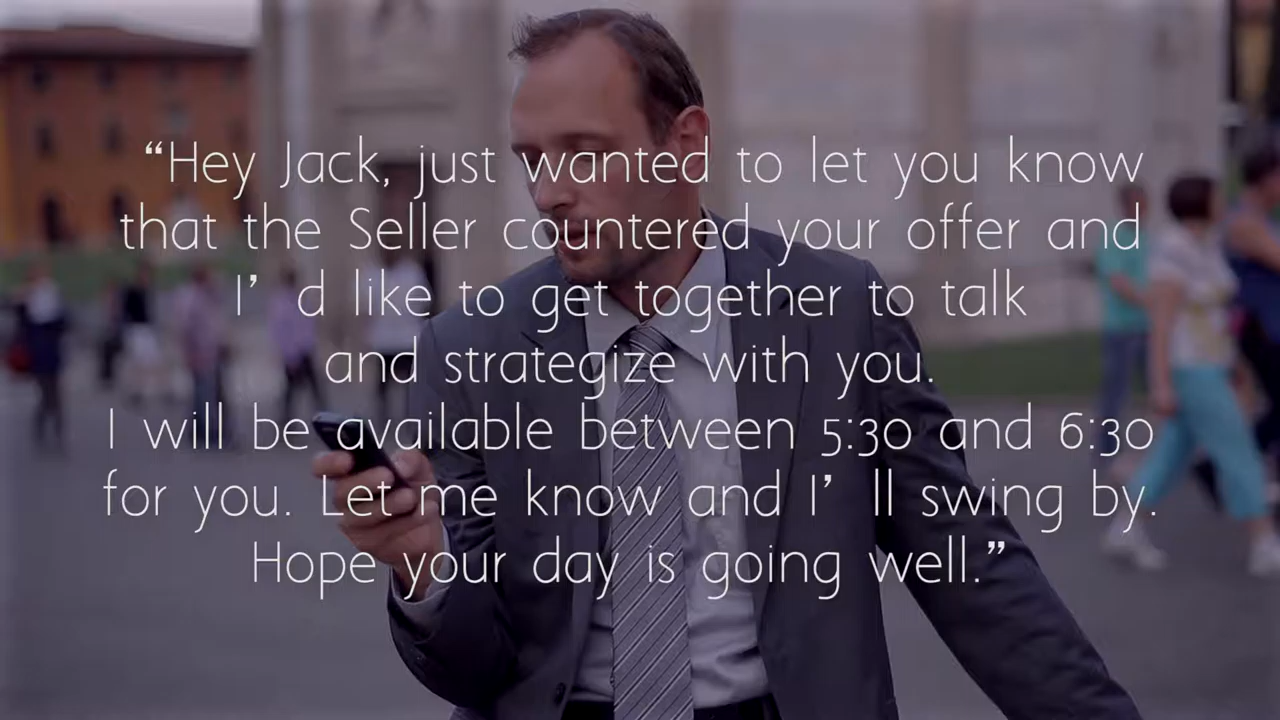 “Hey Jack, just wanted to let you know
that the Seller countered your offer and
I’ d like to get together to talk
and strategize with you.
I will be available between 5:30 and 6:30
for you. Let me know and I’ ll swing by.
Hope your day is going well.”